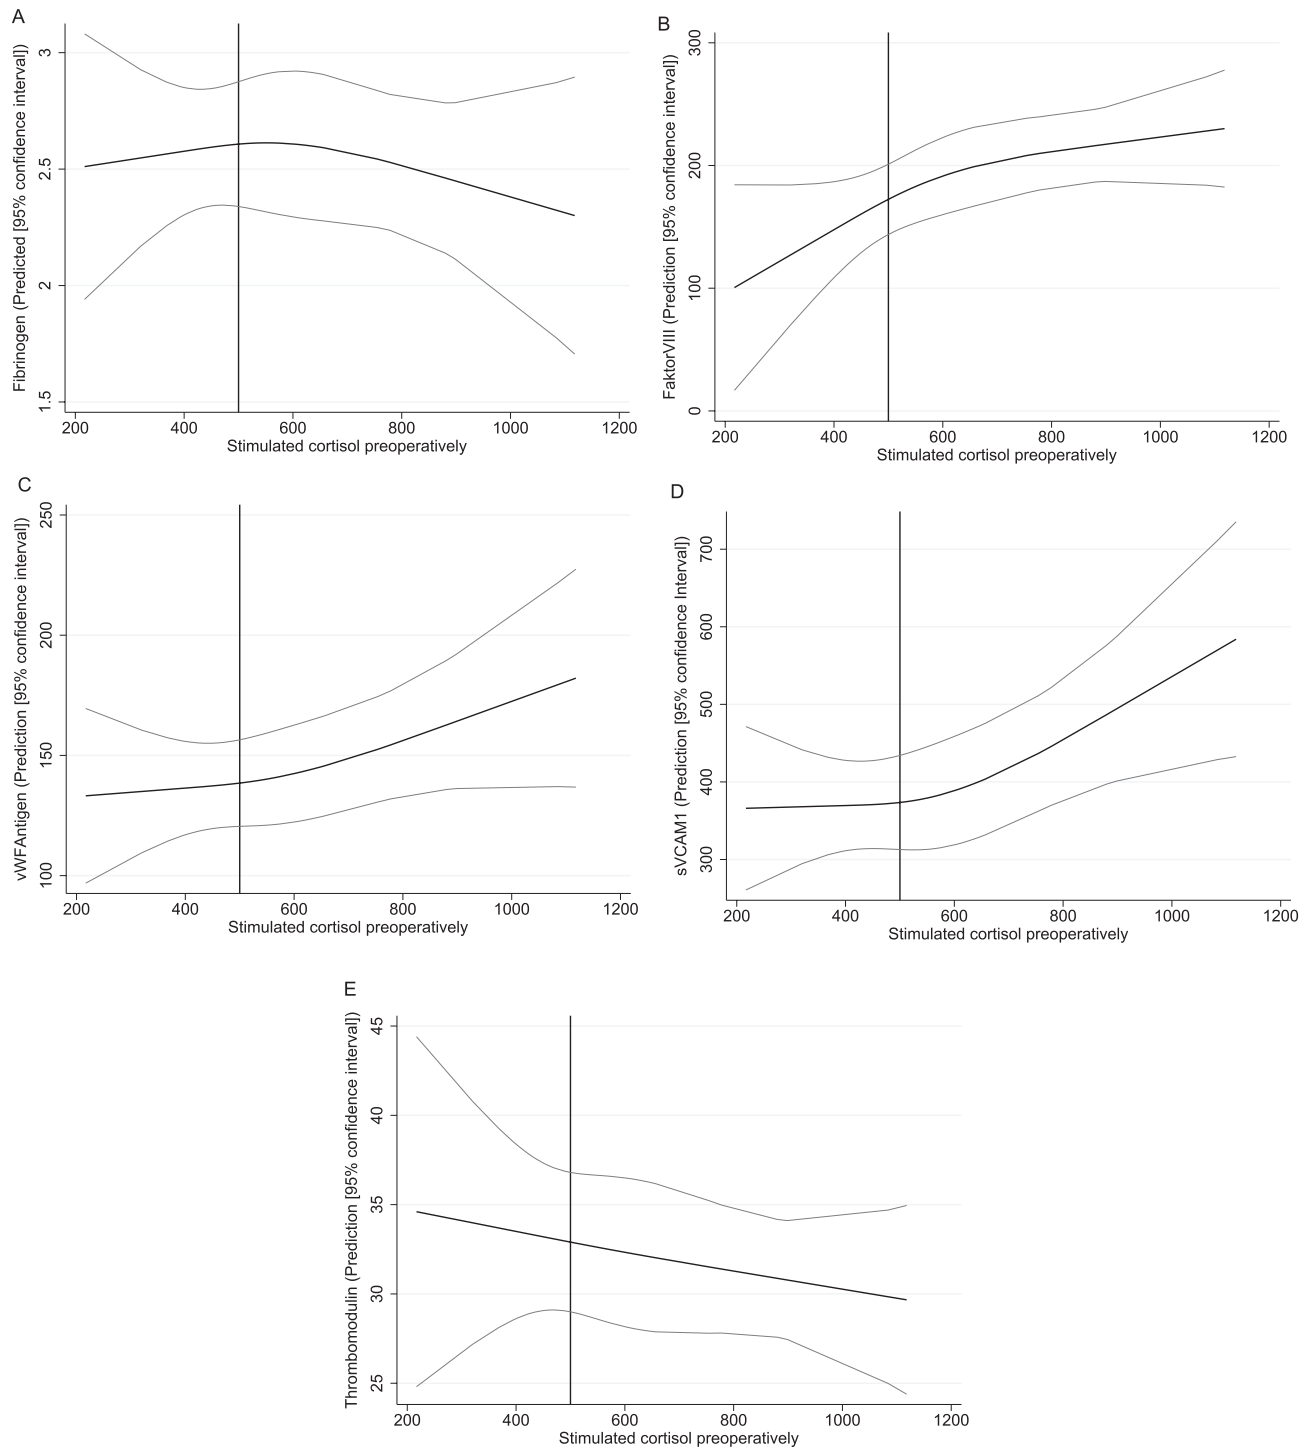 A
Fibrinogen (Predicted [95% confidence interval])
3
2.5
2
1.5
200 400 600 800 1000 1200
Stimulated cortisol preoperatively
B
FaktorVIII (Prediction [95% confidence interval])
300
200
100
0
200 400 600 800 1000 1200
Stimulated cortisol preoperatively
C
vWFAntigen (Prediction [95% confidence interval])
250
200
150
100
200 400 600 800 1000 1200
Stimulated cortisol preoperatively
D
sVCAM1 (Prediction [95% confidence Interval])
700
600
500
400
300
200 400 600 800 1000 1200
Stimulated cortisol preoperatively
E
Thrombomodulin (Prediction [95% confidence interval])
45
40
35
30
25
200 400 600 800 1000 1200
Stimulated cortisol preoperatively